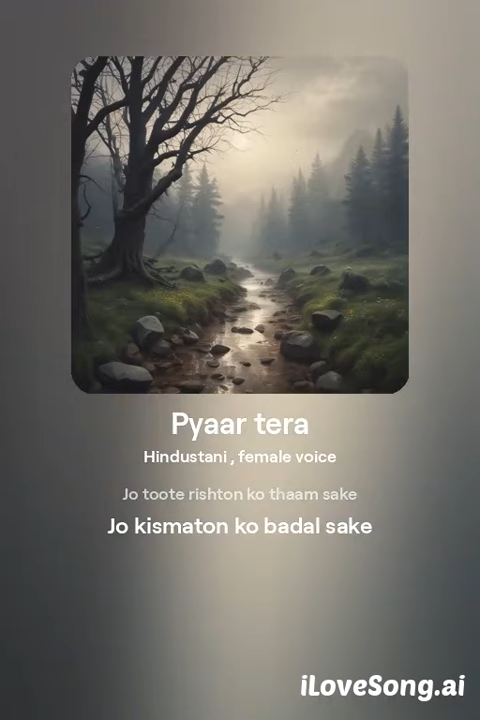 Pyaar tera
Hindustani , female voice
Jo toote rishton ko thaam sake
Jo kismaton ko badal sake
iLoveSong.ai